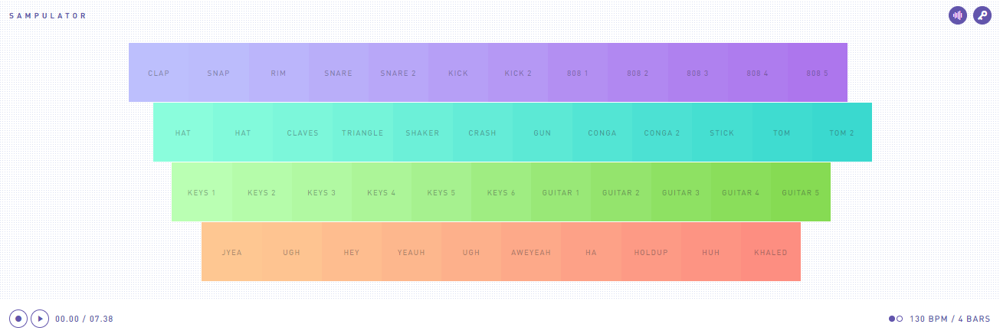 SAMPULATOR
CLAP SNAP RIM SNARE SNARE 2 KICK KICK 2 808 1 808 2 808 3 808 4 808 5
HAT HAT CLAVES TRIANGLE SHAKER CRASH GUN CONGA CONGA 2 STICK TOM TOM 2
KEYS 1 KEYS 2 KEYS 3 KEYS 4 KEYS 5 KEYS 6 GUITAR 1 GUITAR 2 GUITAR 3 GUITAR 4 GUITAR 5
JYEA UGH HEY YEAUH UGH AWEYEAH HA HOLDUP HUH KHALED
00.00 / 07.38 130 BPM / 4 BARS